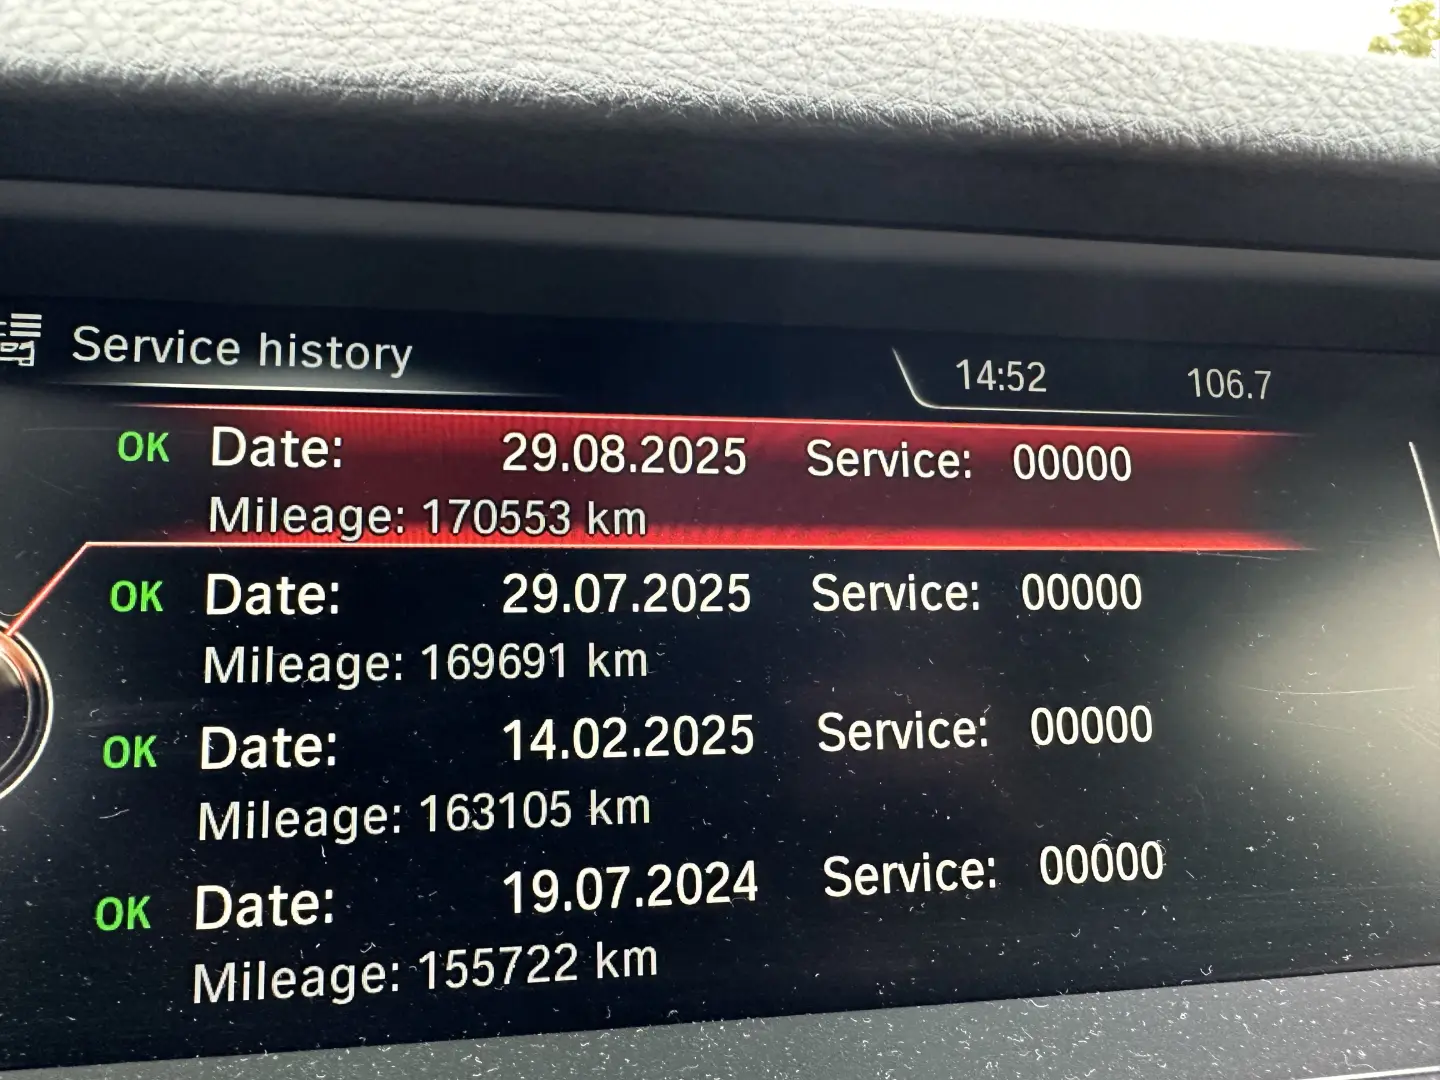 Service history 14:52 106.7
OK Date: 29.08.2025 Service: 00000
Mileage: 170553 km
OK Date: 29.07.2025 Service: 00000
Mileage: 169691 km
OK Date: 14.02.2025 Service: 00000
Mileage: 163105 km
OK Date: 19.07.2024 Service: 00000
Mileage: 155722 km